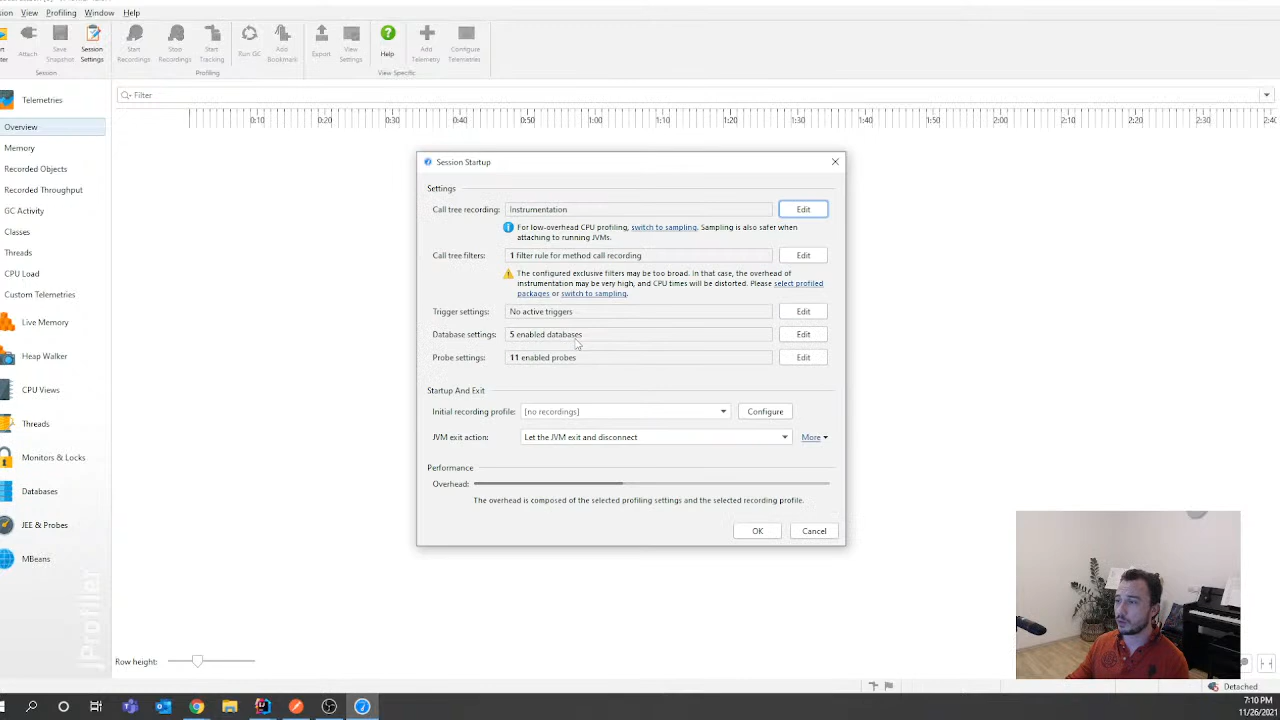 View Profiling Window Help
Attach
Save Snapshot
Session Settings
Start Recordings
Stop Recordings
Start Tracking
Run GC
Add Bookmark
Export
View Settings
Help
Add Telemetry
Configure Telemetries
Session
Profiling
View Specific
Telemetries
Overview
Memory
Recorded Objects
Recorded Throughput
GC Activity
Classes
Threads
CPU Load
Custom Telemetries
Live Memory
Heap Walker
CPU Views
Threads
Monitors & Locks
Databases
JEE & Probes
MBeans
JProfiler
Filter
0:10 0:20 0:30 0:40 0:50 1:00 1:10 1:20 1:30 1:40 1:50 2:00 2:10 2:20 2:30
Session Startup
Settings
Call tree recording: Instrumentation Edit
For low-overhead CPU profiling, switch to sampling. Sampling is also safer when
attaching to running JVMs.
Call tree filters: 1 filter rule for method call recording Edit
The configured exclusive filters may be too broad. In that case, the overhead of
instrumentation may be very high, and CPU times will be distorted. Please select profiled
packages or switch to sampling.
Trigger settings: No active triggers Edit
Database settings: 5 enabled databases Edit
Probe settings: 11 enabled probes Edit
Startup And Exit
Initial recording profile: [no recordings] Configure
JVM exit action: Let the JVM exit and disconnect More
Performance
Overhead:
The overhead is composed of the selected profiling settings and the selected recording profile.
OK Cancel
Row height:
Detached
7:10 PM
11/26/2021